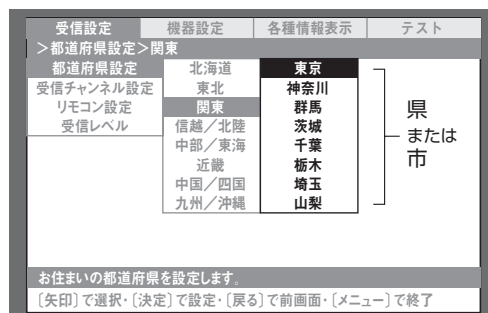 受信設定 機器設定 各種情報表示 テスト
>都道府県設定>関東
都道府県設定 北海道 東京
受信チャンネル設定 東北 神奈川
リモコン設定 関東 群馬
受信レベル 信越／北陸 茨城
中部／東海 千葉
近畿 栃木
中国／四国 埼玉
九州／沖縄 山梨
県
または
市
お住まいの都道府県を設定します。
〔矢印〕で選択・〔決定〕で設定・〔戻る〕で前画面・〔メニュー〕で終了